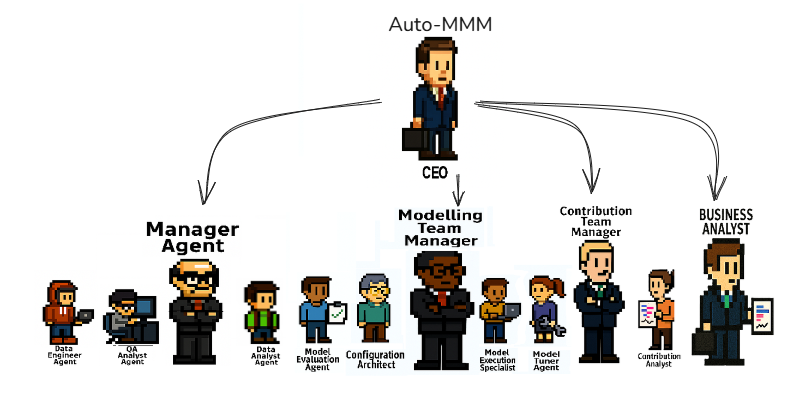 Auto-MMM
CEO
Manager
Agent
Modelling
Team
Manager
Contribution
Team
Manager
BUSINESS
ANALYST
Data
Engineer
Agent
QA
Analyst
Agent
Data
Analyst
Agent
Model
Evaluation
Agent
Configuration
Architect
Model
Execution
Specialist
Model
Tuner
Agent
Contribution
Analyst